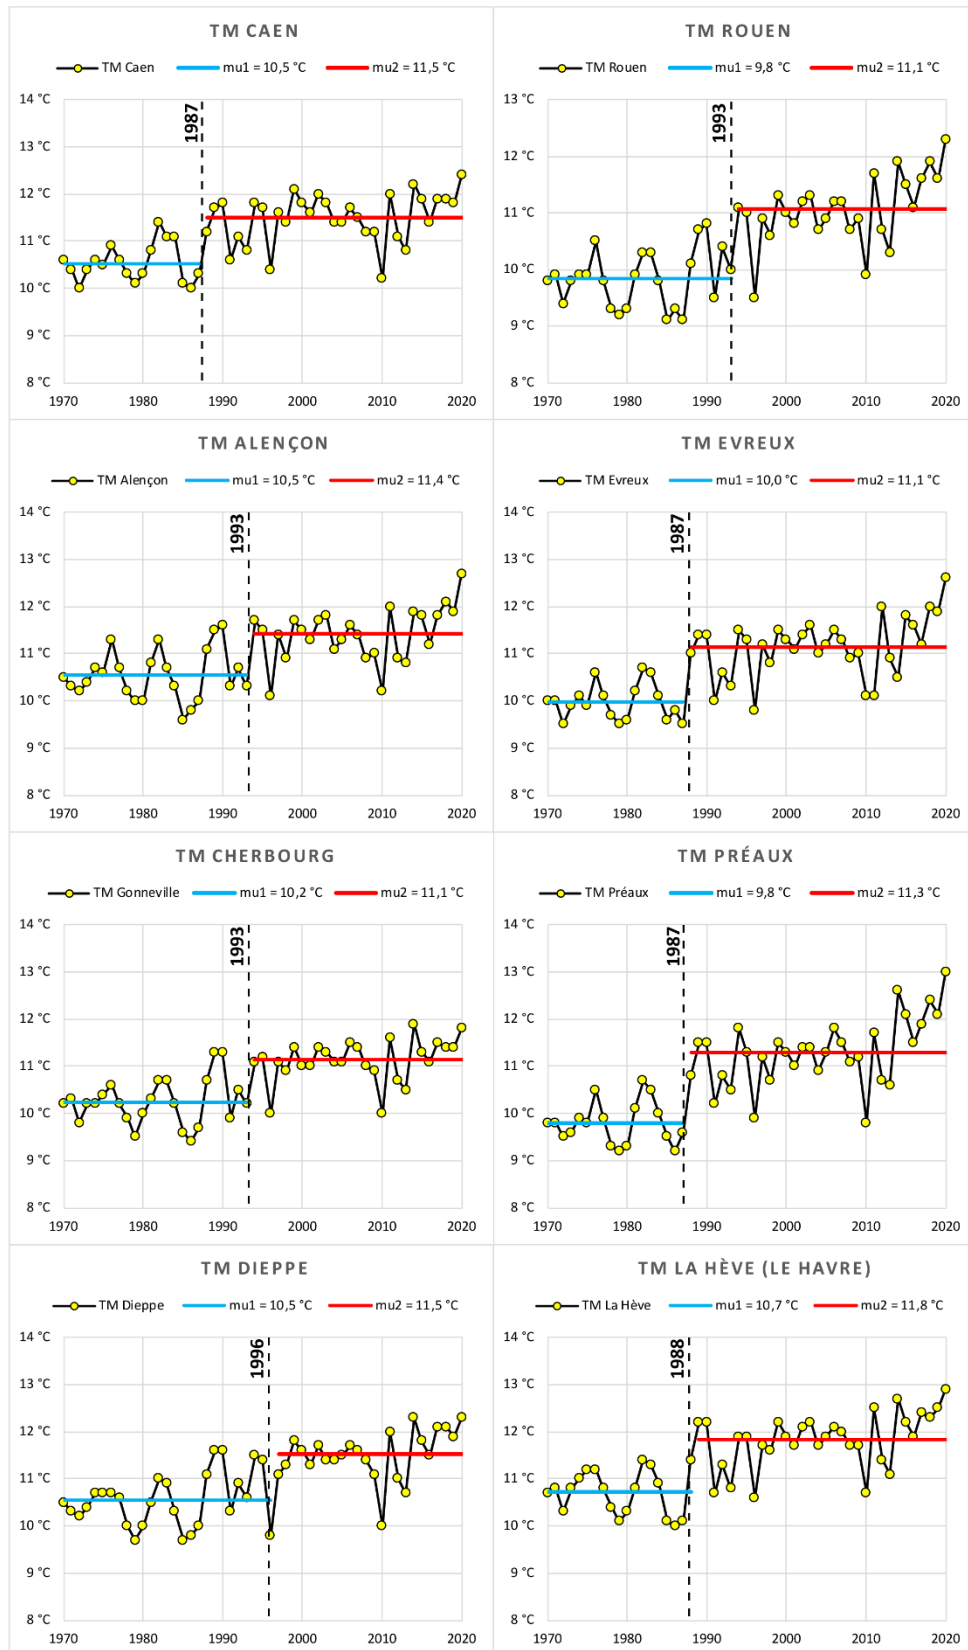 TM CAEN
TM Caen mu1 = 10,5 °C mu2 = 11,5 °C
14 °C
13 °C
12 °C
11 °C
10 °C
9 °C
8 °C
1987
1970 1980 1990 2000 2010 2020
TM ROUEN
TM Rouen mu1 = 9,8 °C mu2 = 11,1 °C
13 °C
12 °C
11 °C
10 °C
9 °C
8 °C
1993
1970 1980 1990 2000 2010 2020
TM ALENÇON
TM Alençon mu1 = 10,5 °C mu2 = 11,4 °C
14 °C
13 °C
12 °C
11 °C
10 °C
9 °C
8 °C
1993
1970 1980 1990 2000 2010 2020
TM EVREUX
TM Evreux mu1 = 10,0 °C mu2 = 11,1 °C
14 °C
13 °C
12 °C
11 °C
10 °C
9 °C
8 °C
1987
1970 1980 1990 2000 2010 2020
TM CHERBOURG
TM Gonneville mu1 = 10,2 °C mu2 = 11,1 °C
14 °C
13 °C
12 °C
11 °C
10 °C
9 °C
8 °C
1993
1970 1980 1990 2000 2010 2020
TM PRÉAUX
TM Préaux mu1 = 9,8 °C mu2 = 11,3 °C
14 °C
13 °C
12 °C
11 °C
10 °C
9 °C
8 °C
1987
1970 1980 1990 2000 2010 2020
TM DIEPPE
TM Dieppe mu1 = 10,5 °C mu2 = 11,5 °C
14 °C
13 °C
12 °C
11 °C
10 °C
9 °C
8 °C
1996
1970 1980 1990 2000 2010 2020
TM LA HÈVE (LE HAVRE)
TM La Hève mu1 = 10,7 °C mu2 = 11,8 °C
14 °C
13 °C
12 °C
11 °C
10 °C
9 °C
8 °C
1988
1970 1980 1990 2000 2010 2020